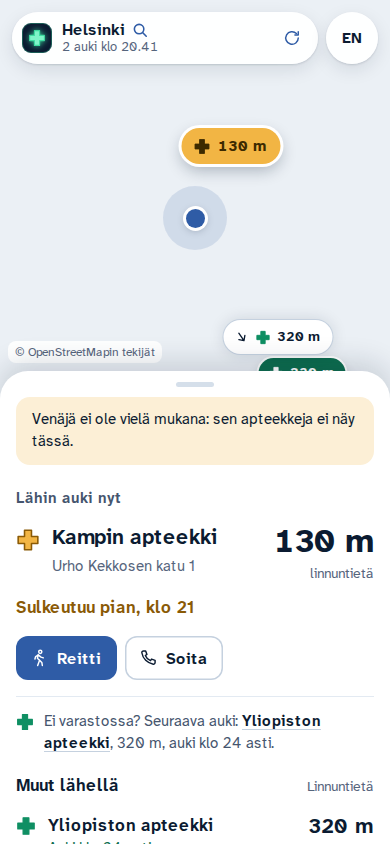 Helsinki
2 auki klo 20.41
EN
130 m
320 m
© OpenStreetMapin tekijät
Venäjä ei ole vielä mukana: sen apteekkeja ei näy
tässä.
Lähin auki nyt
Kampin apteekki
130 m
Urho Kekkosen katu 1
linnuntietä
Sulkeutuu pian, klo 21
Reitti
Soita
Ei varastossa? Seuraava auki: Yliopiston
apteekki, 320 m, auki klo 24 asti.
Muut lähellä
Linnuntietä
Yliopiston apteekki
320 m